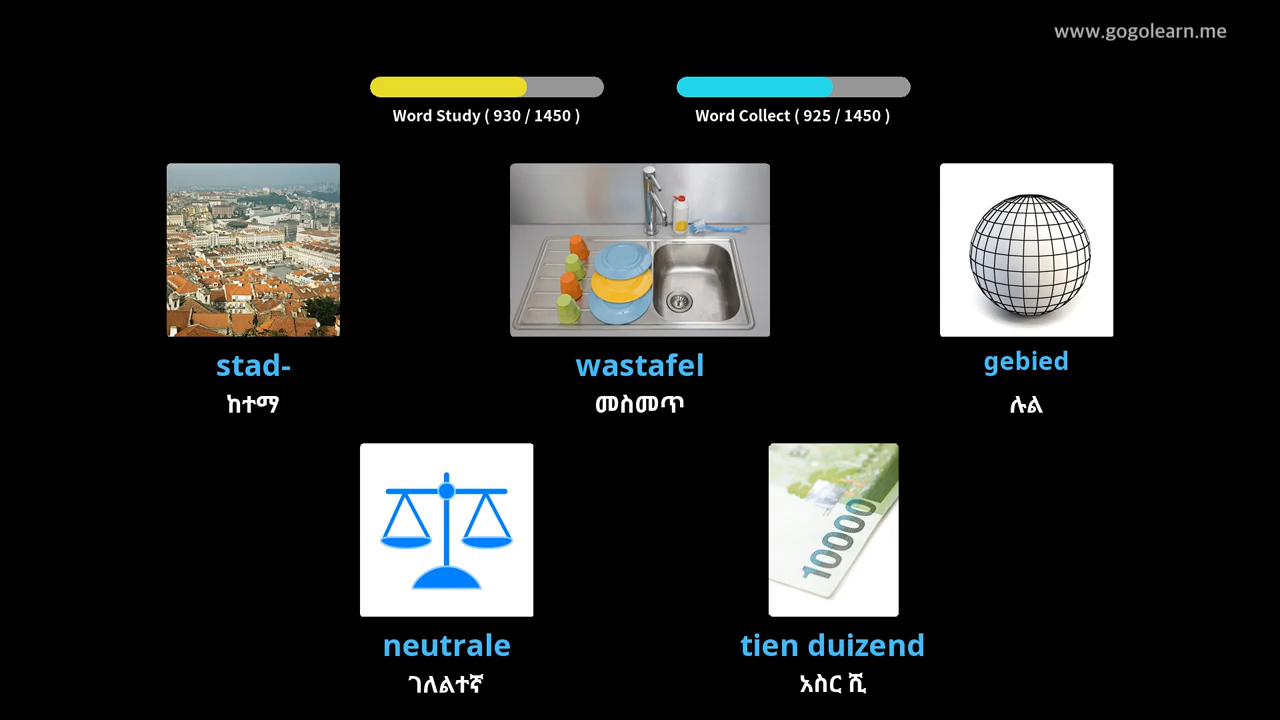 www.gogolearn.me
Word Study ( 930 / 1450 )
Word Collect ( 925 / 1450 )
stad-
ከተማ
wastafel
መስመጥ
gebied
ሉል
neutrale
ገለልተኛ
10000
tien duizend
አስር ሺ